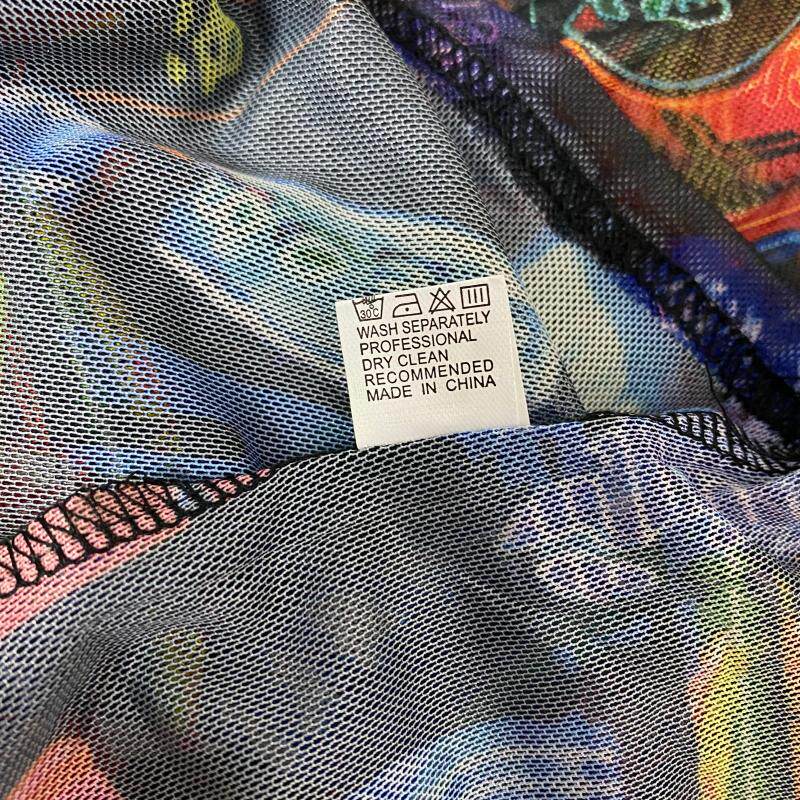 30°C
WASH SEPARATELY
PROFESSIONAL
DRY CLEAN
RECOMMENDED
MADE IN CHINA